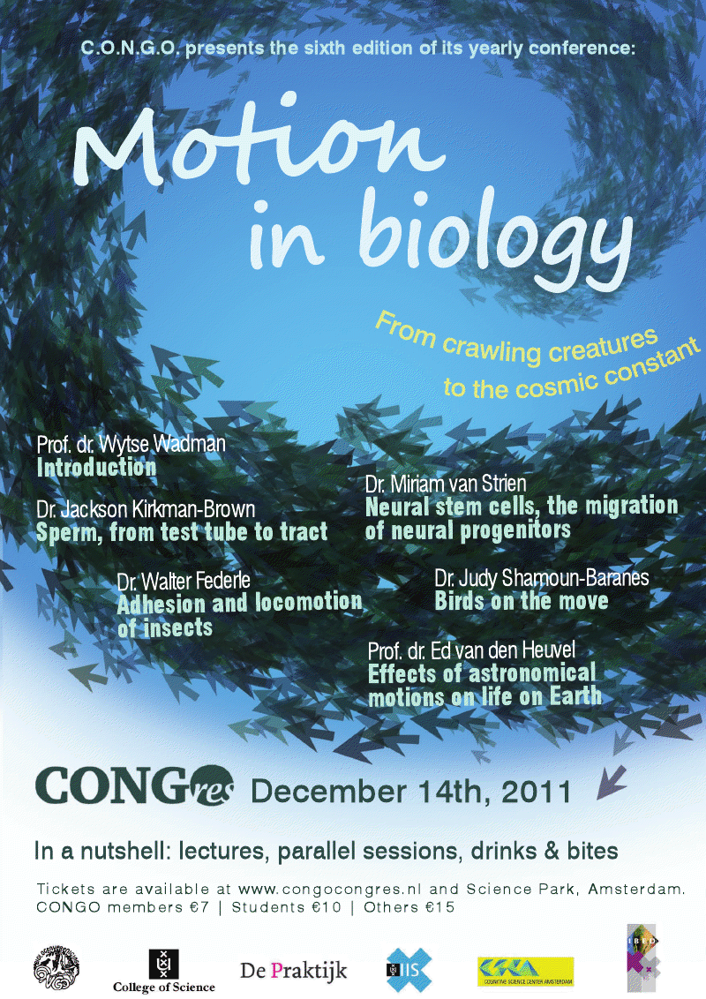 C.O.N.G.O. presents the sixth edition of its yearly conference:
Motion
in biology
From crawling creatures
to the cosmic constant
Prof. dr. Wytse Wadman
Introduction
Dr. Jackson Kirkman-Brown
Sperm, from test tube to tract
Dr. Walter Federle
Adhesion and locomotion
of insects
Dr. Miriam van Strien
Neural stem cells, the migration
of neural progenitors
Dr. Judy Shamoun-Baranes
Birds on the move
Prof. dr. Ed van den Heuvel
Effects of astronomical
motions on life on Earth
CONGres December 14th, 2011
In a nutshell: lectures, parallel sessions, drinks & bites
Tickets are available at www.congocongres.nl and Science Park, Amsterdam.
CONGO members €7 | Students €10 | Others €15
College of Science
De Praktijk
IIS
COGNITIVE SCIENCE CENTER AMSTERDAM
IBED